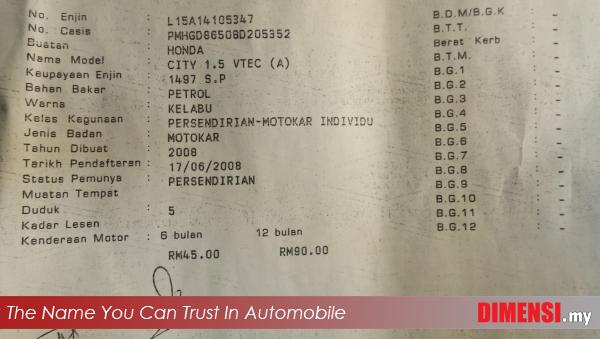 No. Enjin : L15A14105347
No. Casis : PMHGD86508D205352
Buatan : HONDA
Nama Model : CITY 1.5 VTEC (A)
Keupayaan Enjin : 1497 S.P
Bahan Bakar : PETROL
Warna : KELABU
Kelas Kegunaan : PERSENDIRIAN-MOTOKAR INDIVIDU
Jenis Badan : MOTOKAR
Tahun Dibuat : 2008
Tarikh Pendaftaran : 17/06/2008
Status Pemunya : PERSENDIRIAN
Muatan Tempat
Duduk : 5
Kadar Lesen
Kenderaan Motor : 6 bulan 12 bulan
RM45.00 RM90.00
B.D.M/B.G.K : -
B.T.T. : -
Berat Kerb : -
B.T.M. : -
B.G.1 : -
B.G.2 : -
B.G.3 : -
B.G.4 : -
B.G.5 : -
B.G.6 : -
B.G.7 : -
B.G.8 : -
B.G.9 : -
B.G.10 : -
B.G.11 : -
B.G.12 : -
The Name You Can Trust In Automobile
DIMENSI.my